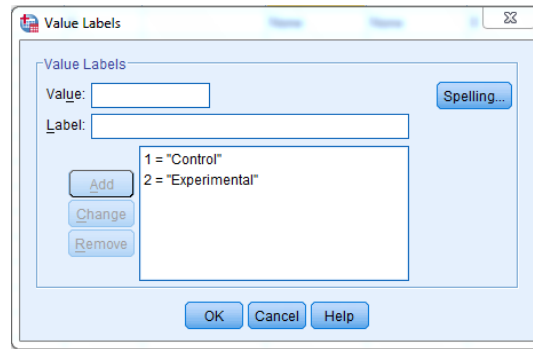 Value Labels
Value Labels
Value:
Spelling...
Label:
1 = "Control"
2 = "Experimental"
Add
Change
Remove
OK Cancel Help